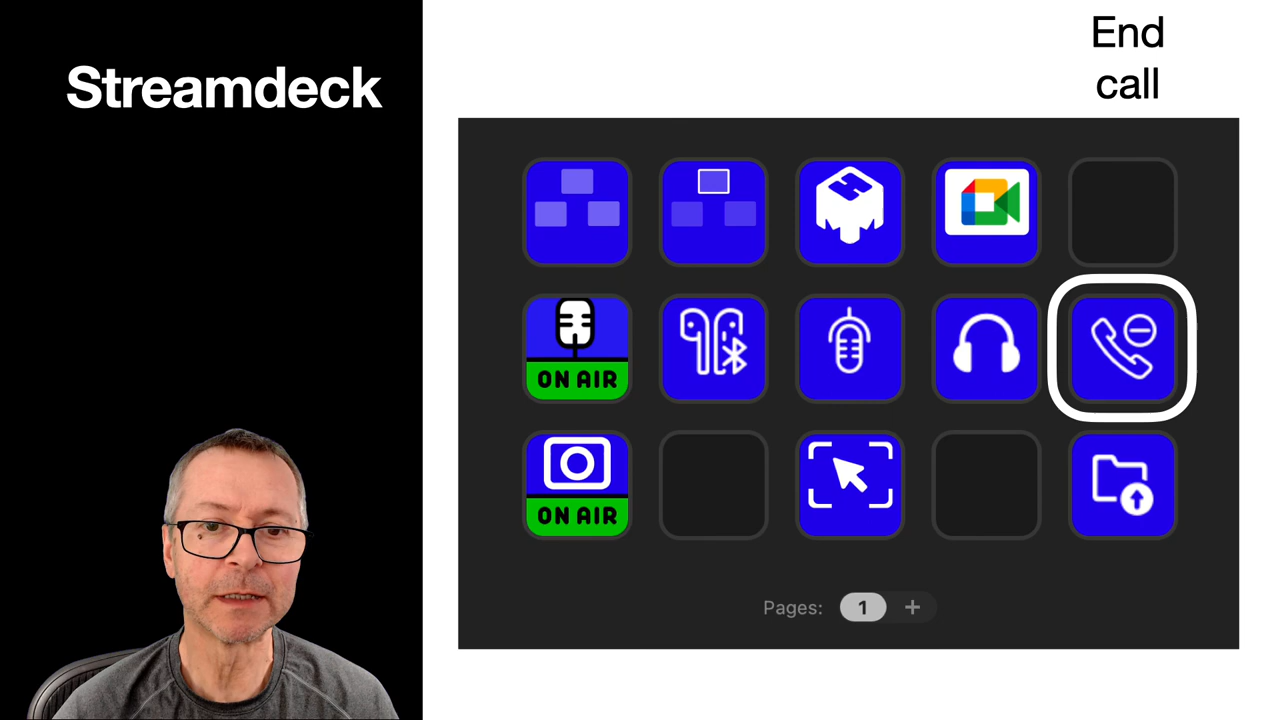 Streamdeck
End
call
ON AIR
ON AIR
Pages: 1 +